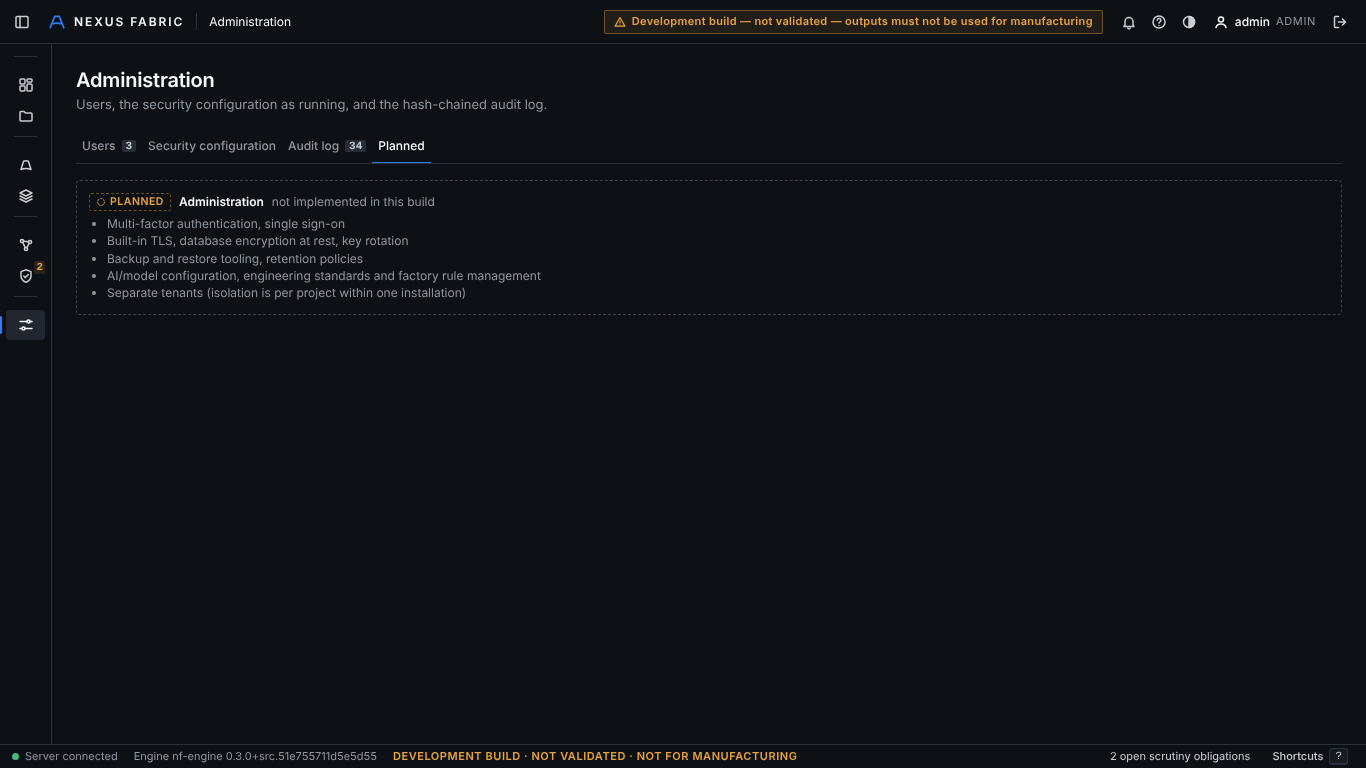 NEXUS FABRIC
Administration
Development build — not validated — outputs must not be used for manufacturing
admin ADMIN
Administration
Users, the security configuration as running, and the hash-chained audit log.
Users 3 Security configuration Audit log 34 Planned
PLANNED Administration not implemented in this build
• Multi-factor authentication, single sign-on
• Built-in TLS, database encryption at rest, key rotation
• Backup and restore tooling, retention policies
• AI/model configuration, engineering standards and factory rule management
• Separate tenants (isolation is per project within one installation)
2
Server connected Engine nf-engine 0.3.0+src.51e755711d5e5d55 DEVELOPMENT BUILD · NOT VALIDATED · NOT FOR MANUFACTURING 2 open scrutiny obligations Shortcuts ?